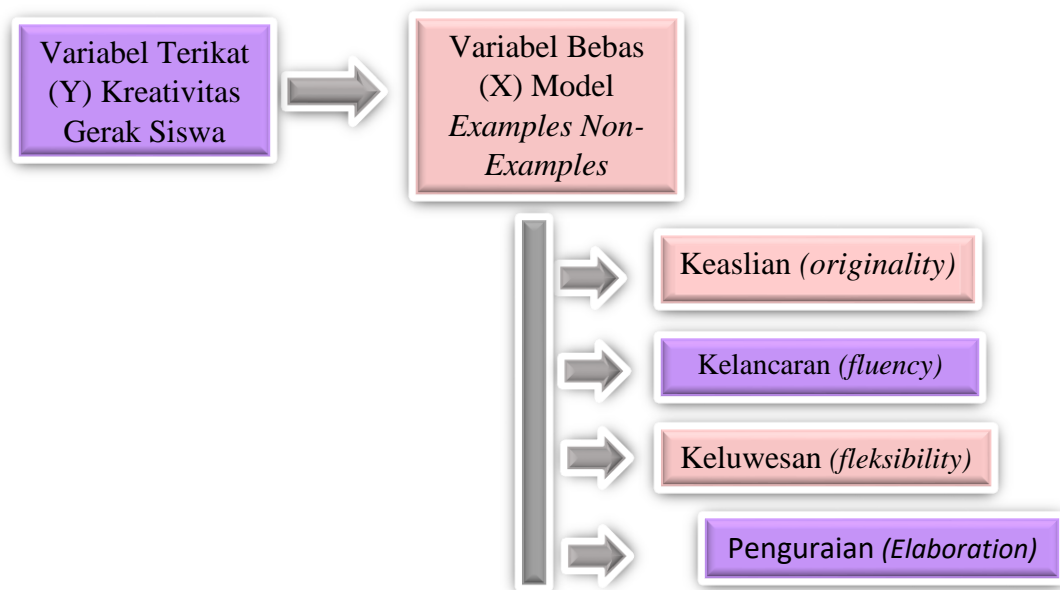 Variabel Terikat
(Y) Kreativitas
Gerak Siswa
Variabel Bebas
(X) Model
Examples Non-
Examples
Keaslian (originality)
Kelancaran (fluency)
Keluwesan (fleksibility)
Penguraian (Elaboration)